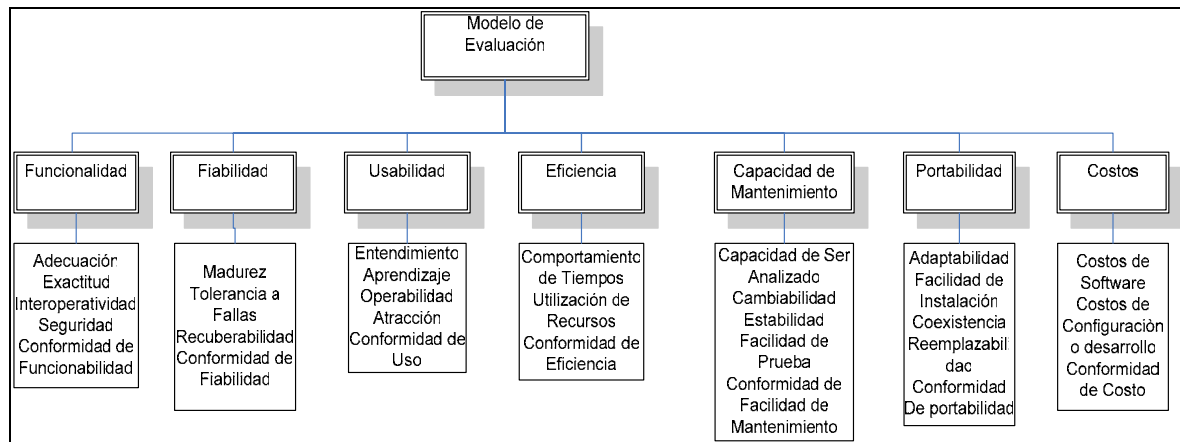 Modelo de
Evaluación
Funcionalidad
Fiabilidad
Usabilidad
Eficiencia
Capacidad de
Mantenimiento
Portabilidad
Costos
Adecuación
Exactitud
Interoperatividad
Seguridad
Conformidad de
Funcionabilidad
Madurez
Tolerancia a
Fallas
Recuberabilidad
Conformidad de
Fiabilidad
Entendimiento
Aprendizaje
Operabilidad
Atracción
Conformidad de
Uso
Comportamiento
de Tiempos
Utilización de
Recursos
Conformidad de
Eficiencia
Capacidad de Ser
Analizado
Cambiabilidad
Estabilidad
Facilidad de
Prueba
Conformidad de
Facilidad de
Mantenimiento
Adaptabilidad
Facilidad de
Instalación
Coexistencia
Reemplazabili
dad
Conformidad
De portabilidad
Costos de
Software
Costos de
Configuraciòn
o desarrollo
Conformidad
de Costo